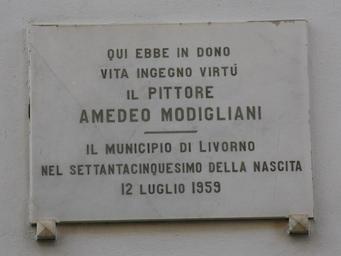 QUI EBBE IN DONO
VITA INGEGNO VIRTÚ
IL PITTORE
AMEDEO MODIGLIANI
IL MUNICIPIO DI LIVORNO
NEL SETTANTACINQUESIMO DELLA NASCITA
12 LUGLIO 1959